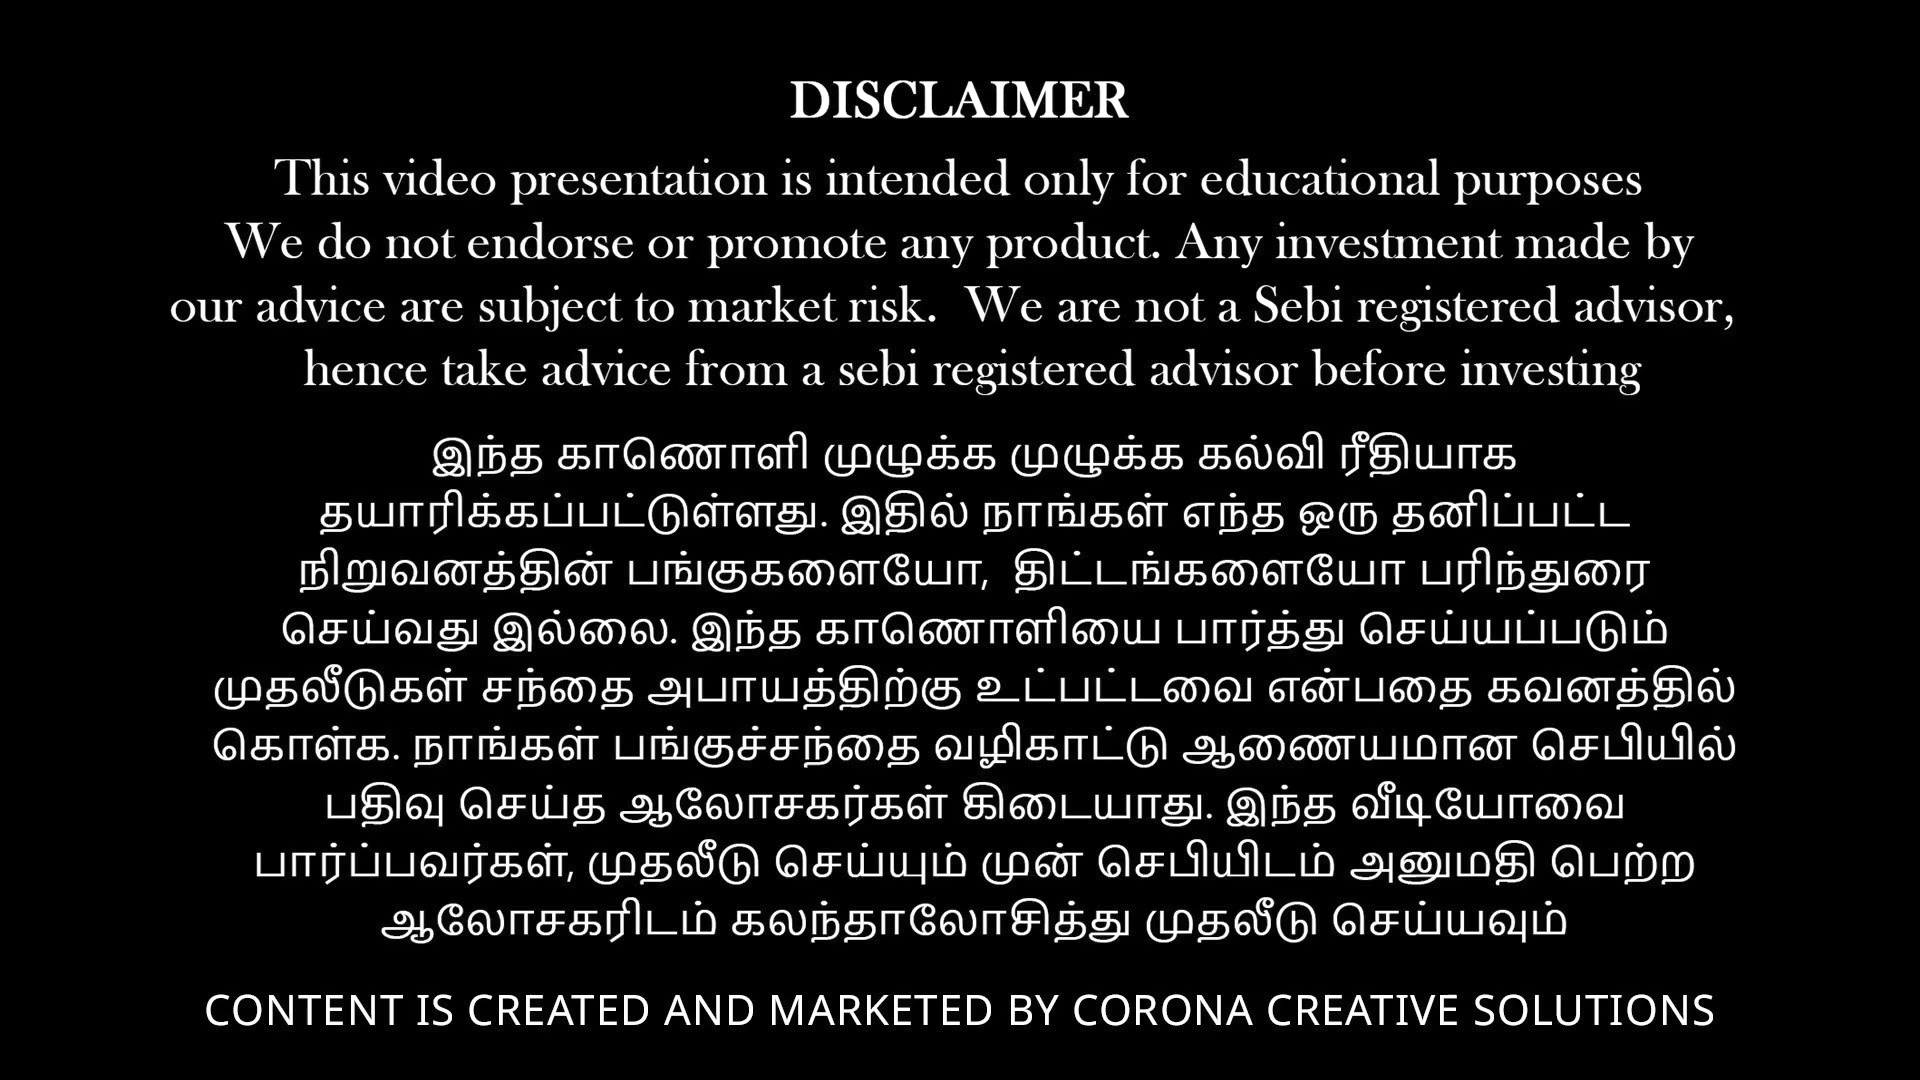 DISCLAIMER
This video presentation is intended only for educational purposes
We do not endorse or promote any product. Any investment made by
our advice are subject to market risk.  We are not a Sebi registered advisor,
hence take advice from a sebi registered advisor before investing
இந்த காணொளி முழுக்க முழுக்க கல்வி ரீதியாக
தயாரிக்கப்பட்டுள்ளது. இதில் நாங்கள் எந்த ஒரு தனிப்பட்ட
நிறுவனத்தின் பங்குகளையோ,  திட்டங்களையோ பரிந்துரை
செய்வது இல்லை. இந்த காணொளியை பார்த்து செய்யப்படும்
முதலீடுகள் சந்தை அபாயத்திற்கு உட்பட்டவை என்பதை கவனத்தில்
கொள்க. நாங்கள் பங்குச்சந்தை வழிகாட்டு ஆணையமான செபியில்
பதிவு செய்த ஆலோசகர்கள் கிடையாது. இந்த வீடியோவை
பார்ப்பவர்கள், முதலீடு செய்யும் முன் செபியிடம் அனுமதி பெற்ற
ஆலோசகரிடம் கலந்தாலோசித்து முதலீடு செய்யவும்
CONTENT IS CREATED AND MARKETED BY CORONA CREATIVE SOLUTIONS